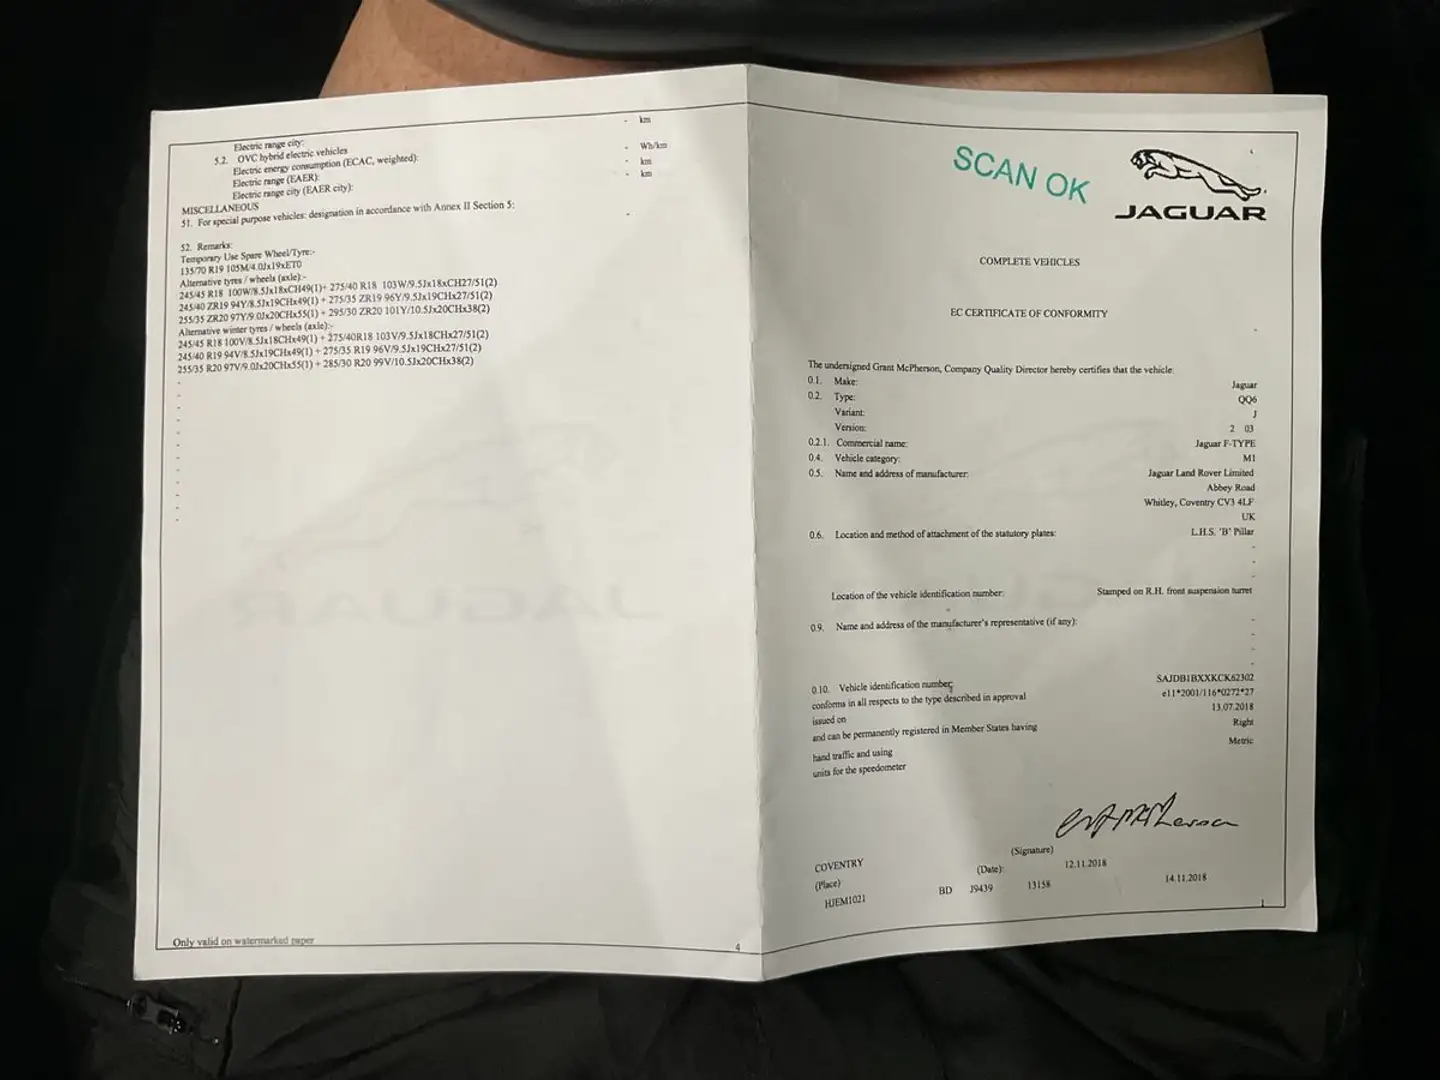 - km
Electric range city:
5.2. OVC hybrid electric vehicles
Electric energy consumption (ECAC, weighted): - Wh/km
Electric range (EAER): - km
Electric range city (EAER city): - km
MISCELLANEOUS
51. For special purpose vehicles: designation in accordance with Annex II Section 5: -
52. Remarks:
Temporary Use Spare Wheel/Tyre:-
135/70 R19 105M/4.0Jx19xET0
Alternative tyres / wheels (axle):-
245/45 R18 100W/8.5Jx18xCH49(1)+ 275/40 R18 103W/9.5Jx18xCH27/51(2)
245/40 ZR19 94Y/8.5Jx19CHx49(1) + 275/35 ZR19 96Y/9.5Jx19CHx27/51(2)
255/35 ZR20 97Y/9.0Jx20CHx55(1) + 295/30 ZR20 101Y/10.5Jx20CHx38(2)
Alternative winter tyres / wheels (axle):-
245/45 R18 100V/8.5Jx18CHx49(1) + 275/40R18 103V/9.5Jx18CHx27/51(2)
245/40 R19 94V/8.5Jx19CHx49(1) + 275/35 R19 96V/9.5Jx19CHx27/51(2)
255/35 R20 97V/9.0Jx20CHx55(1) + 285/30 R20 99V/10.5Jx20CHx38(2)
Only valid on watermarked paper
4
SCAN OK
JAGUAR
COMPLETE VEHICLES
EC CERTIFICATE OF CONFORMITY
The undersigned Grant McPherson, Company Quality Director hereby certifies that the vehicle:
0.1. Make: Jaguar
0.2. Type: QQ6
Variant: J
Version: 2 03
0.2.1. Commercial name: Jaguar F-TYPE
0.4. Vehicle category: M1
0.5. Name and address of manufacturer: Jaguar Land Rover Limited
Abbey Road
Whitley, Coventry CV3 4LF
UK
0.6. Location and method of attachment of the statutory plates: L.H.S. 'B' Pillar
Location of the vehicle identification number: Stamped on R.H. front suspension turret
0.9. Name and address of the manufacturer's representative (if any):
0.10. Vehicle identification number: SAJDB1BXXKCK62302
conforms in all respects to the type described in approval e11*2001/116*0272*27
issued on 13.07.2018
and can be permanently registered in Member States having Right
hand traffic and using Metric
units for the speedometer
COVENTRY (Signature)
(Place) (Date): 12.11.2018
HJEM1021 BD J9439 13158 14.11.2018
1